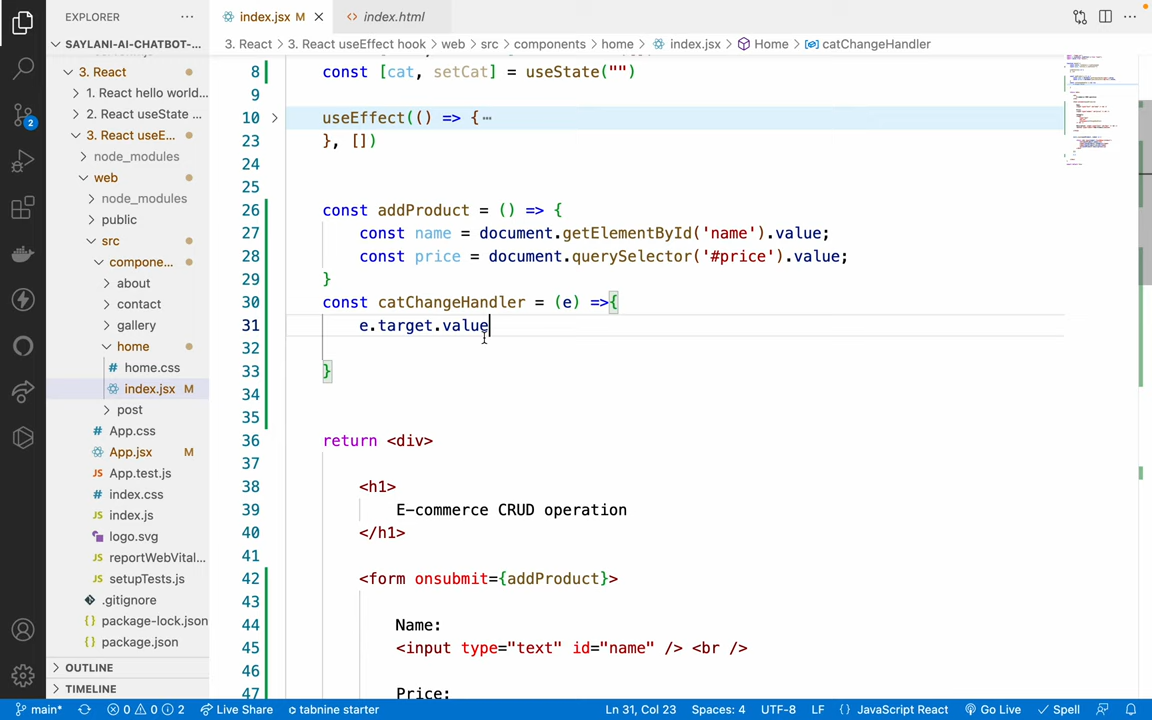 EXPLORER
index.jsx M
index.html
SAYLANI-AI-CHATBOT-...
3. React > 3. React useEffect hook > web > src > components > home > index.jsx > Home > catChangeHandler
3. React
1. React hello world...
2. React useState ...
3. React useE...
node_modules
web
node_modules
public
src
compone...
about
contact
gallery
home
home.css
index.jsx M
post
App.css
App.jsx M
App.test.js
index.css
index.js
logo.svg
reportWebVital...
setupTests.js
.gitignore
package-lock.json
package.json
OUTLINE
TIMELINE
8 const [cat, setCat] = useState("")
9
10 useEffect(() => {
23 }, [])
24
25
26 const addProduct = () => {
27 const name = document.getElementById('name').value;
28 const price = document.querySelector('#price').value;
29 }
30 const catChangeHandler = (e) =>{
31 e.target.value
32
33 }
34
35
36 return <div>
37
38 <h1>
39 E-commerce CRUD operation
40 </h1>
41
42 <form onsubmit={addProduct}>
43
44 Name:
45 <input type="text" id="name" /> <br />
46
47 Price:
2
main* 0 0 2 Live Share tabnine starter Ln 31, Col 23 Spaces: 4 UTF-8 LF {} JavaScript React Go Live Spell